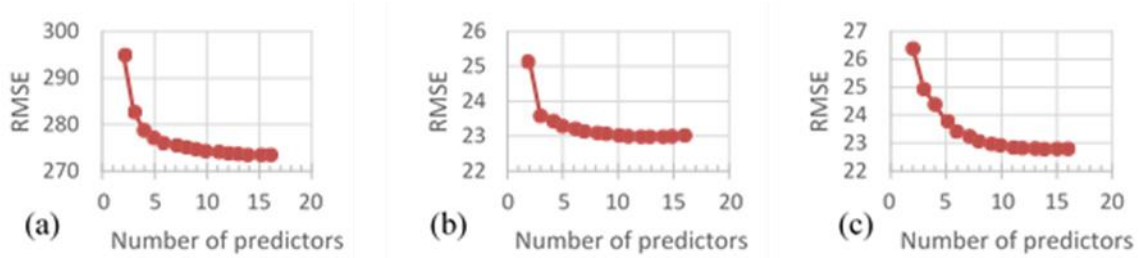 300
290
280
270
RMSE
0 5 10 15 20
(a) Number of predictors
26
25
24
23
22
RMSE
0 5 10 15 20
(b) Number of predictors
27
26
25
24
23
22
RMSE
0 5 10 15 20
(c) Number of predictors